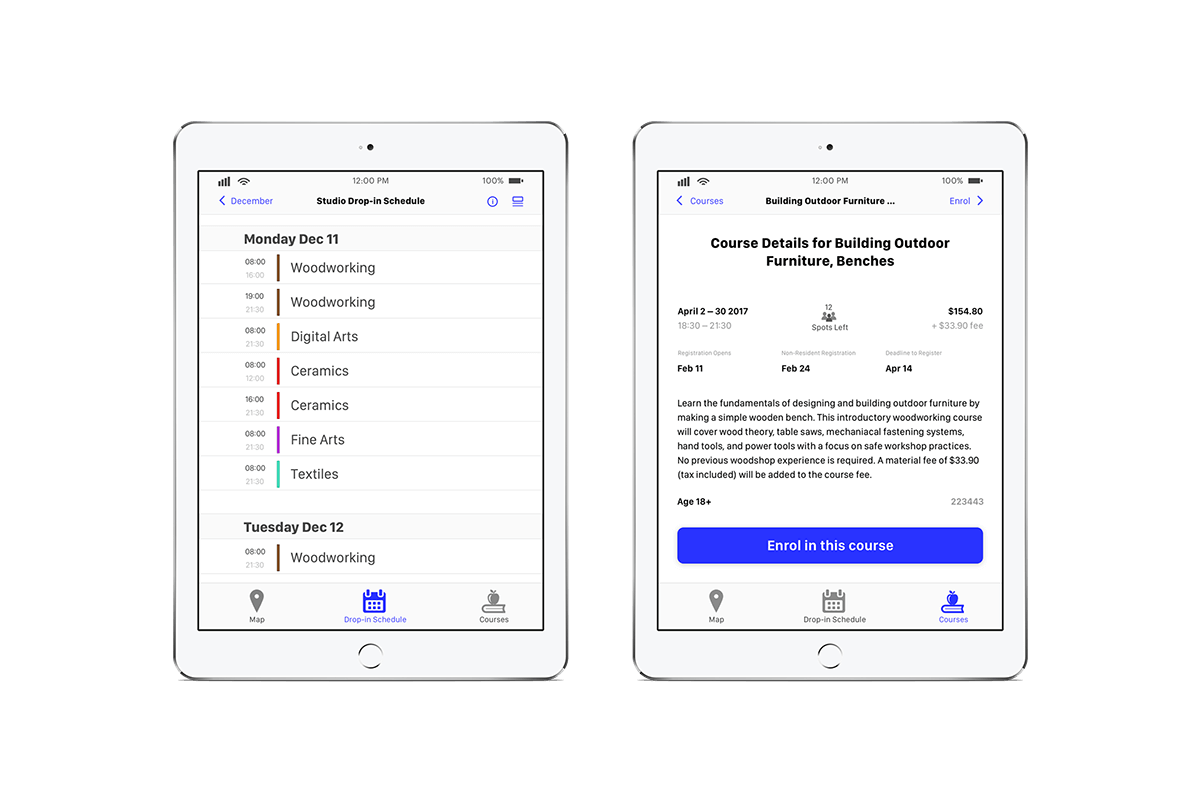 12:00 PM
100%
December
Studio Drop-in Schedule
Monday Dec 11
08:00
16:00
Woodworking
19:00
21:30
Woodworking
08:00
21:30
Digital Arts
08:00
12:00
Ceramics
16:00
21:30
Ceramics
08:00
21:30
Fine Arts
08:00
21:30
Textiles
Tuesday Dec 12
08:00
21:30
Woodworking
Map
Drop-in Schedule
Courses
12:00 PM
100%
Courses
Building Outdoor Furniture ...
Enrol
Course Details for Building Outdoor
Furniture, Benches
April 2 – 30 2017
18:30 – 21:30
12
Spots Left
$154.80
+ $33.90 fee
Registration Opens
Feb 11
Non-Resident Registration
Feb 24
Deadline to Register
Apr 14
Learn the fundamentals of designing and building outdoor furniture by
making a simple wooden bench. This introductory woodworking course
will cover wood theory, table saws, mechaniacal fastening systems,
hand tools, and power tools with a focus on safe workshop practices.
No previous woodshop experience is required. A material fee of $33.90
(tax included) will be added to the course fee.
Age 18+
223443
Enrol in this course
Map
Drop-in Schedule
Courses